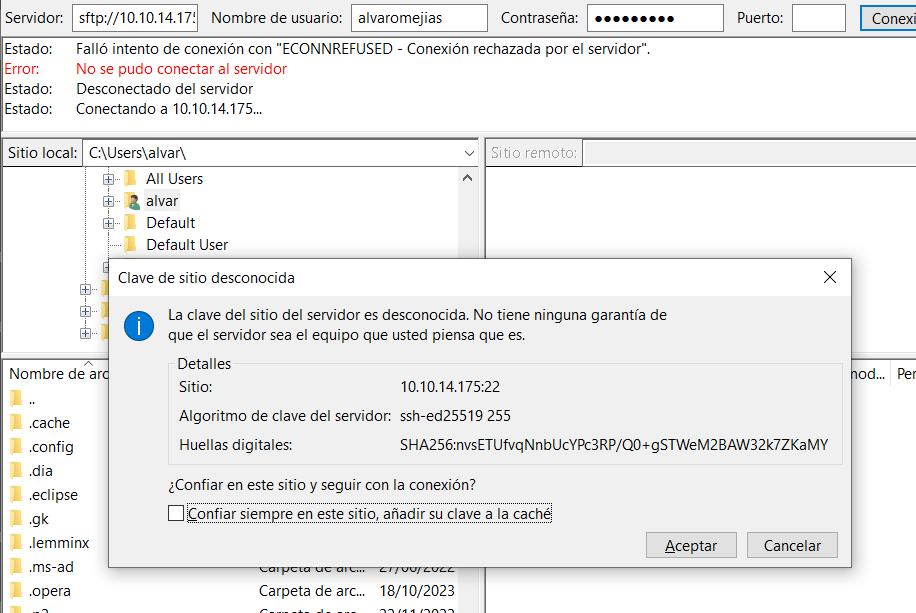 Servidor: sftp://10.10.14.17 Nombre de usuario: alvaromejias Contraseña: ●●●●●●●●● Puerto: Conexi
Estado: Falló intento de conexión con "ECONNREFUSED - Conexión rechazada por el servidor".
Error: No se pudo conectar al servidor
Estado: Desconectado del servidor
Estado: Conectando a 10.10.14.175...
Sitio local: C:\Users\alvar\ Sitio remoto:
All Users
alvar
Default
Default User
Clave de sitio desconocida
La clave del sitio del servidor es desconocida. No tiene ninguna garantía de
que el servidor sea el equipo que usted piensa que es.
Detalles
Sitio: 10.10.14.175:22
Algoritmo de clave del servidor: ssh-ed25519 255
Huellas digitales: SHA256:nvsETUfvqNnbUcYPc3RP/Q0+gSTWeM2BAW32k7ZKaMY
¿Confiar en este sitio y seguir con la conexión?
Confiar siempre en este sitio, añadir su clave a la caché
Aceptar Cancelar
Nombre de arc mod... Per
..
.cache
.config
.dia
.eclipse
.gk
.lemminx
.ms-ad Carpeta de arc... 27/06/2022
.opera Carpeta de arc... 18/10/2023